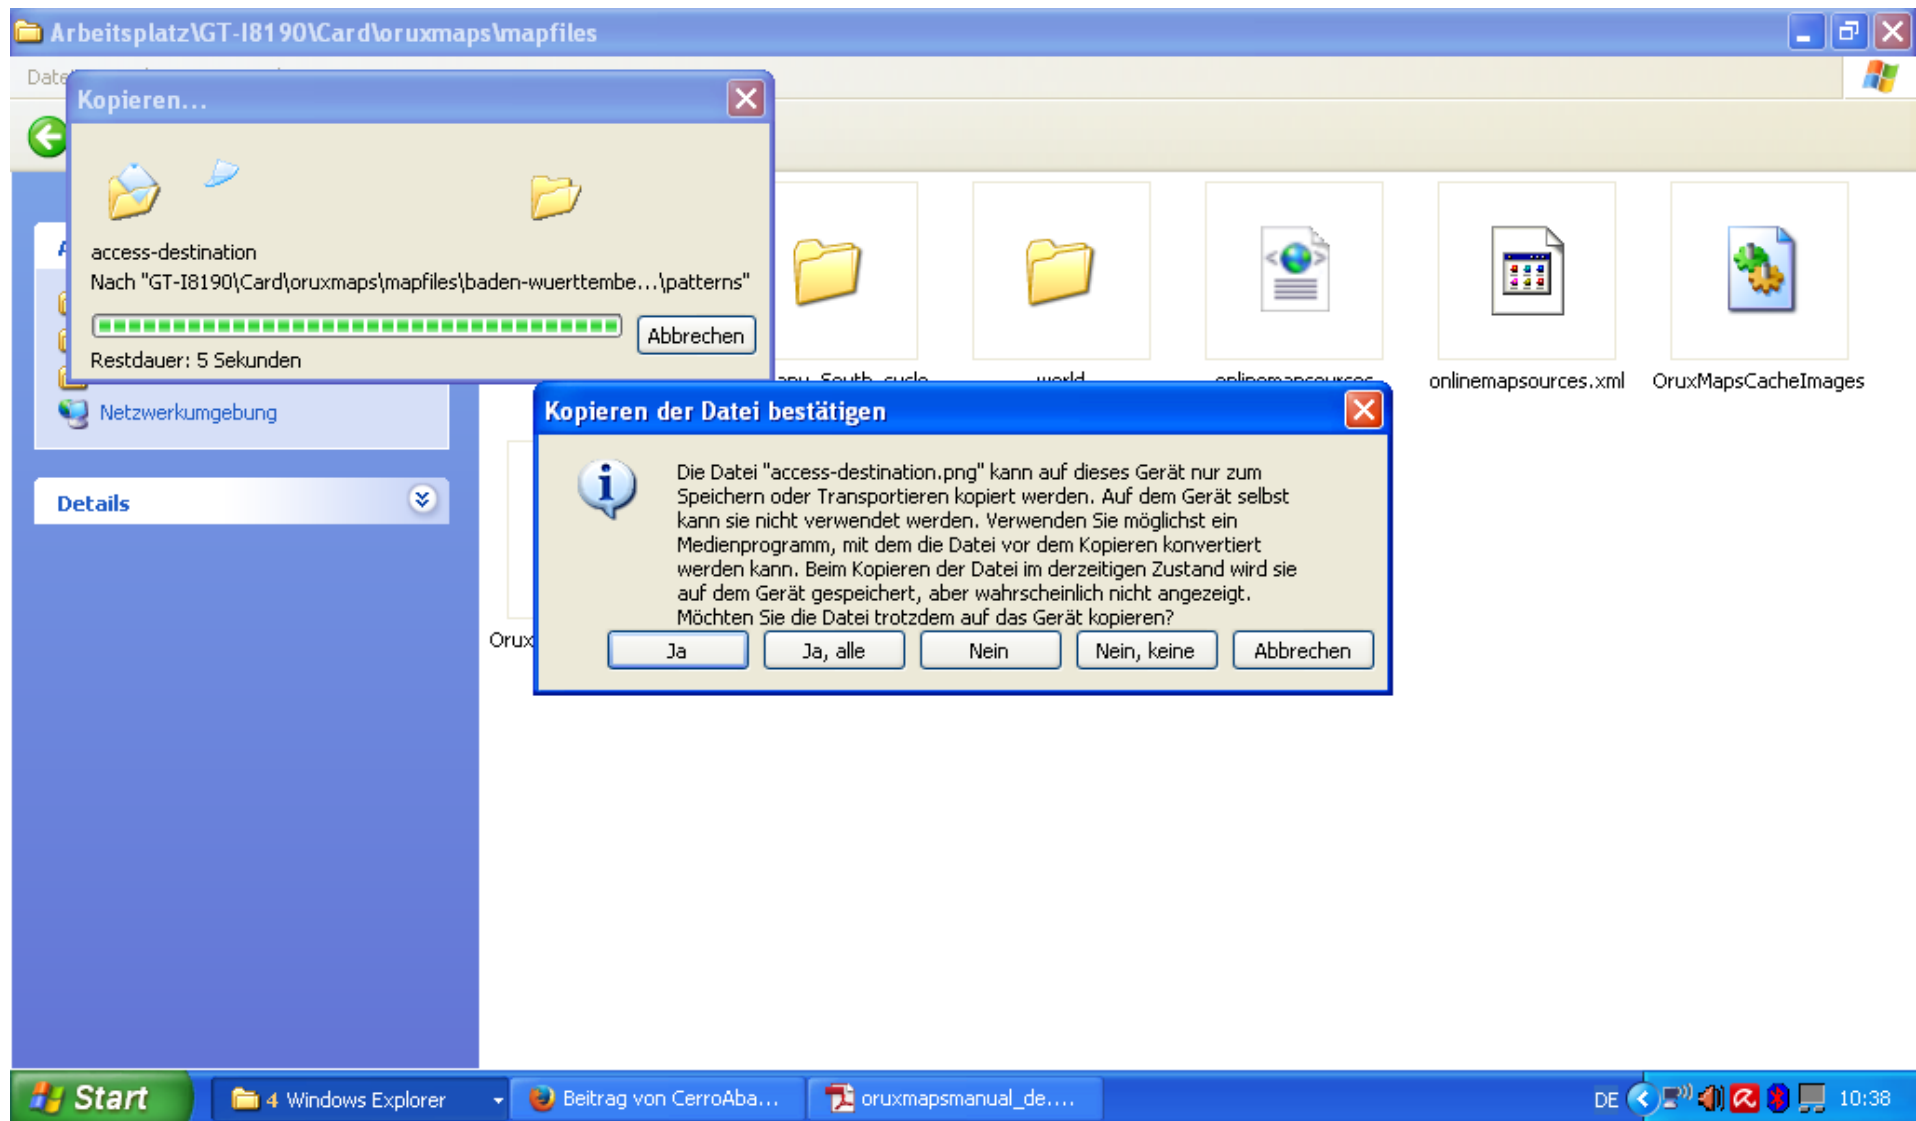 Arbeitsplatz\GT-I8190\Card\oruxmaps\mapfiles
Kopieren...
access-destination
Nach "GT-I8190\Card\oruxmaps\mapfiles\baden-wuerttembe...\patterns"
Abbrechen
Restdauer: 5 Sekunden
world
onlinemapsources
onlinemapsources.xml
OruxMapsCacheImages
Netzwerkumgebung
Details
Kopieren der Datei bestätigen
Die Datei "access-destination.png" kann auf dieses Gerät nur zum
Speichern oder Transportieren kopiert werden. Auf dem Gerät selbst
kann sie nicht verwendet werden. Verwenden Sie möglichst ein
Medienprogramm, mit dem die Datei vor dem Kopieren konvertiert
werden kann. Beim Kopieren der Datei im derzeitigen Zustand wird sie
auf dem Gerät gespeichert, aber wahrscheinlich nicht angezeigt.
Möchten Sie die Datei trotzdem auf das Gerät kopieren?
Ja
Ja, alle
Nein
Nein, keine
Abbrechen
Start
4 Windows Explorer
Beitrag von CerroAba...
oruxmapsmanual_de....
DE
10:38